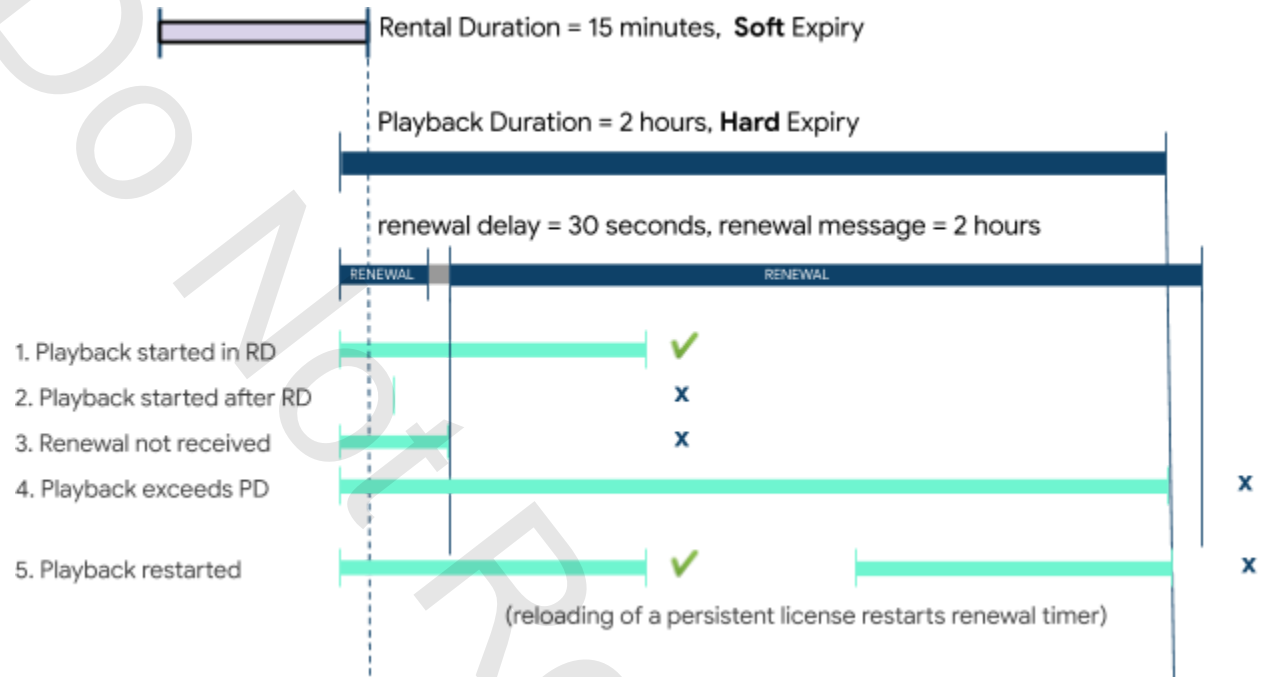 Rental Duration = 15 minutes, Soft Expiry
Playback Duration = 2 hours, Hard Expiry
renewal delay = 30 seconds, renewal message = 2 hours
RENEWAL RENEWAL
1. Playback started in RD ✔
2. Playback started after RD x
3. Renewal not received x
4. Playback exceeds PD x
5. Playback restarted ✔ x
(reloading of a persistent license restarts renewal timer)
Do Not